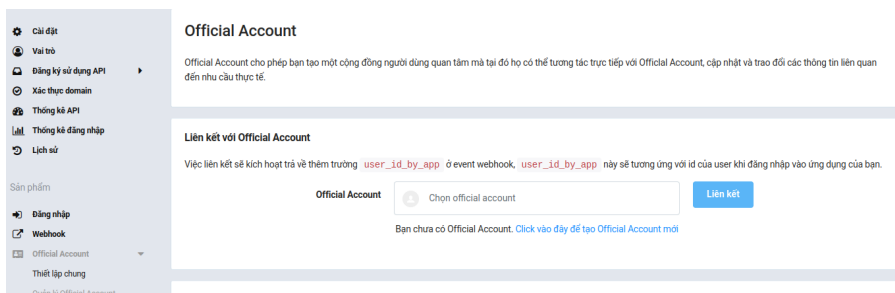 Cài đặt
Vai trò
Đăng ký sử dụng API
Xác thực domain
Thống kê API
Thống kê đăng nhập
Lịch sử
Sản phẩm
Đăng nhập
Webhook
Official Account
Thiết lập chung
Quản lý Official Account
Official Account
Official Account cho phép bạn tạo một cộng đồng người dùng quan tâm mà tại đó họ có thể tương tác trực tiếp với Official Account, cập nhật và trao đổi các thông tin liên quan
đến nhu cầu thực tế.
Liên kết với Official Account
Việc liên kết sẽ kích hoạt trả về thêm trường user_id_by_app ở event webhook, user_id_by_app này sẽ tương ứng với id của user khi đăng nhập vào ứng dụng của bạn.
Official Account
Chọn official account
Liên kết
Bạn chưa có Official Account. Click vào đây để tạo Official Account mới